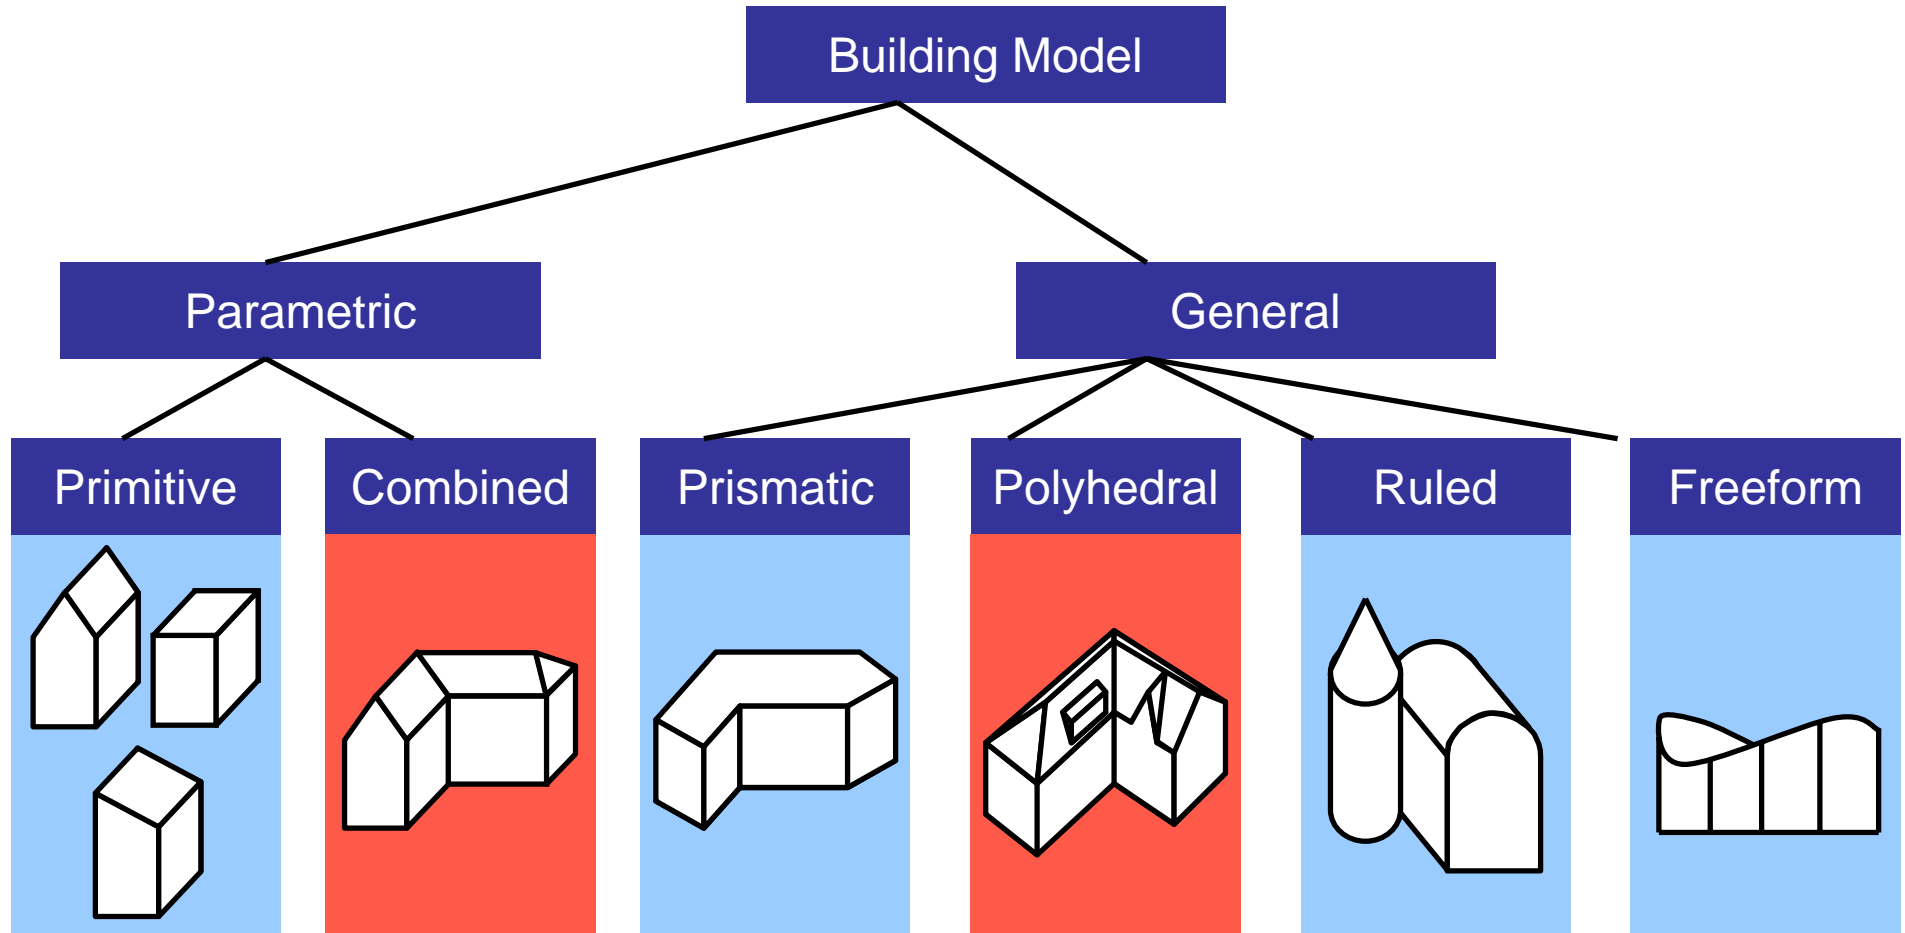 Building Model
Parametric
General
Primitive
Combined
Prismatic
Polyhedral
Ruled
Freeform